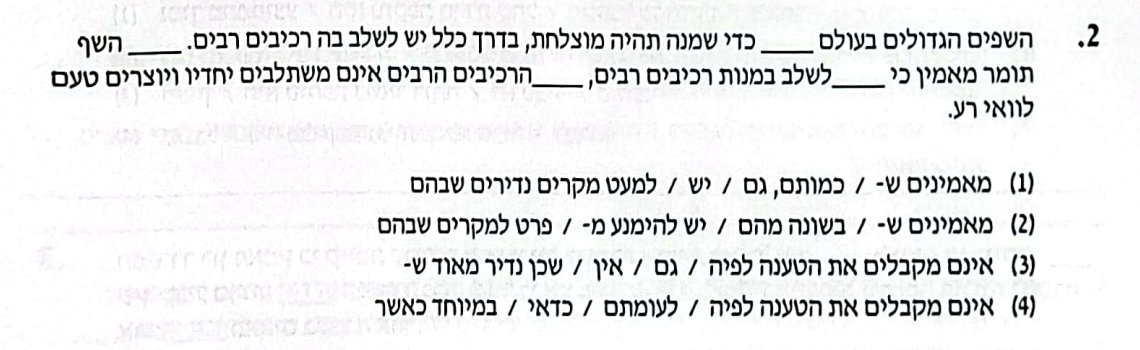 2. השפים הגדולים בעולם ____ כדי שמנה תהיה מוצלחת, בדרך כלל יש לשלב בה רכיבים רבים. ____ השף
תומר מאמין כי ____ לשלב במנות רכיבים רבים, ____ הרכיבים הרבים אינם משתלבים יחדיו ויוצרים טעם
לוואי רע.
(1) מאמינים ש- / כמותם, גם / יש / למעט מקרים נדירים שבהם
(2) מאמינים ש- / בשונה מהם / יש להימנע מ- / פרט למקרים שבהם
(3) אינם מקבלים את הטענה לפיה / גם / אין / שכן נדיר מאוד ש-
(4) אינם מקבלים את הטענה לפיה / לעומתם / כדאי / במיוחד כאשר